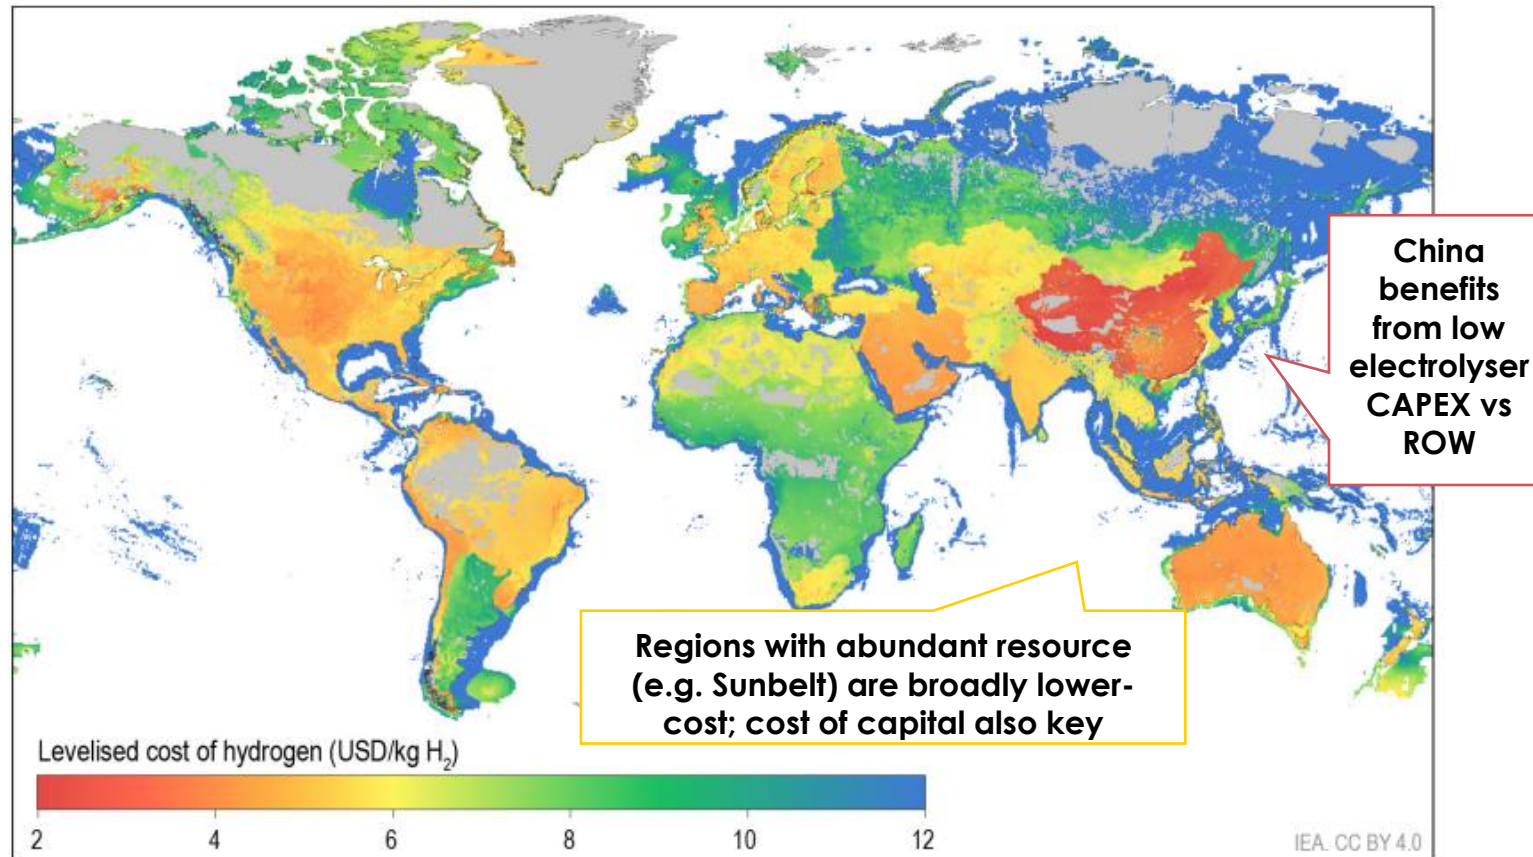 China
benefits
from low
electrolyser
CAPEX vs
ROW
Regions with abundant resource
(e.g. Sunbelt) are broadly lower-
cost; cost of capital also key
Levelised cost of hydrogen (USD/kg H₂)
2 4 6 8 10 12
IEA. CC BY 4.0